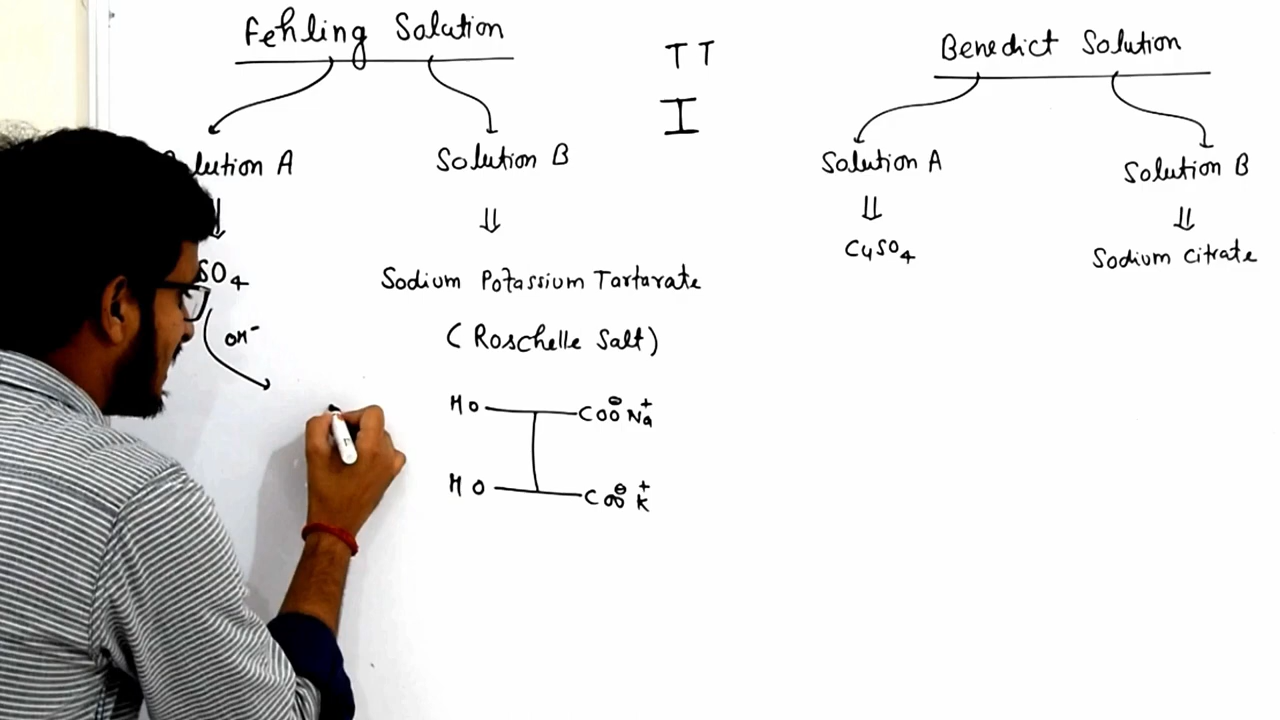 Fehling Solution
TT
I
Benedict Solution
lution A
Solution B
SO4
OH-
Sodium Potassium Tartarate
(Roschelle Salt)
HO COO⊖ Na+
HO COO⊖ K+
Solution A
Solution B
CuSO4
Sodium Citrate